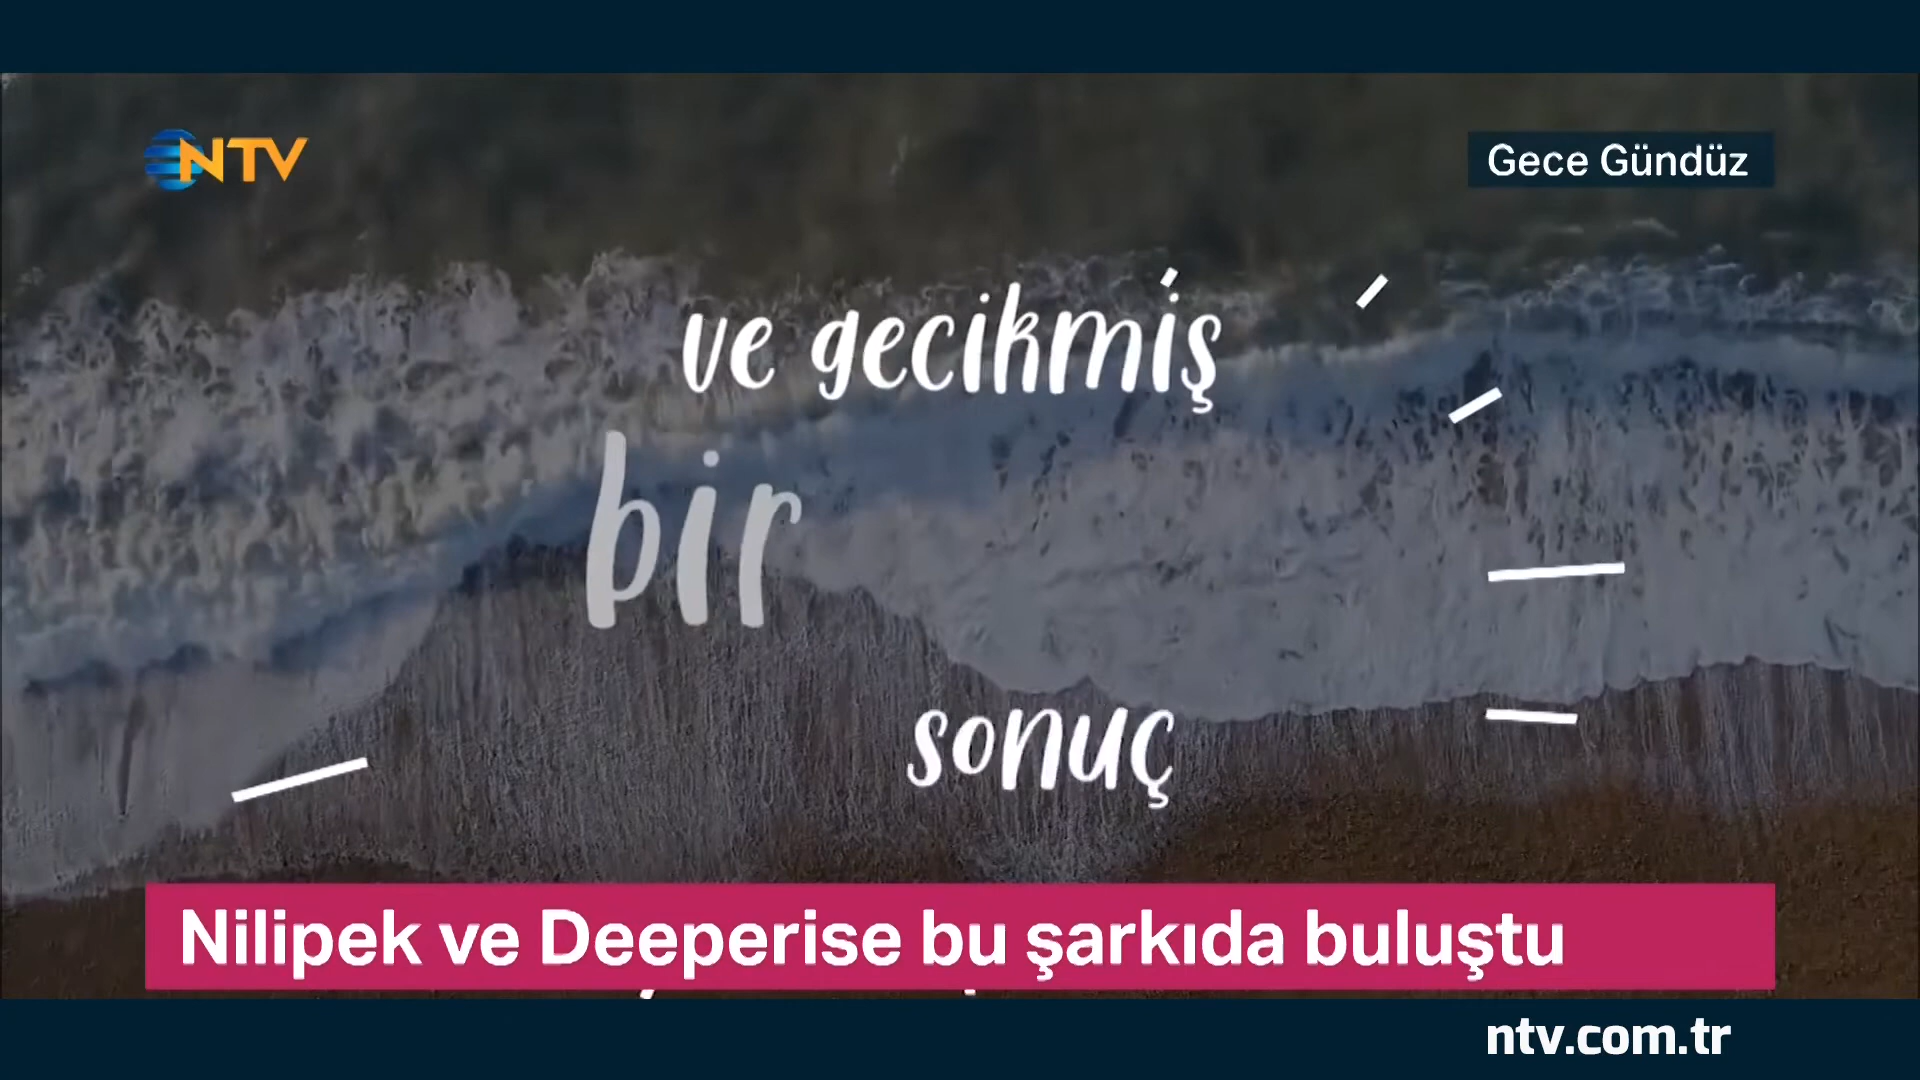 NTV
Gece Gündüz
ve gecikmiş
bir
sonuç
Nilipek ve Deeperise bu şarkıda buluştu
ntv.com.tr